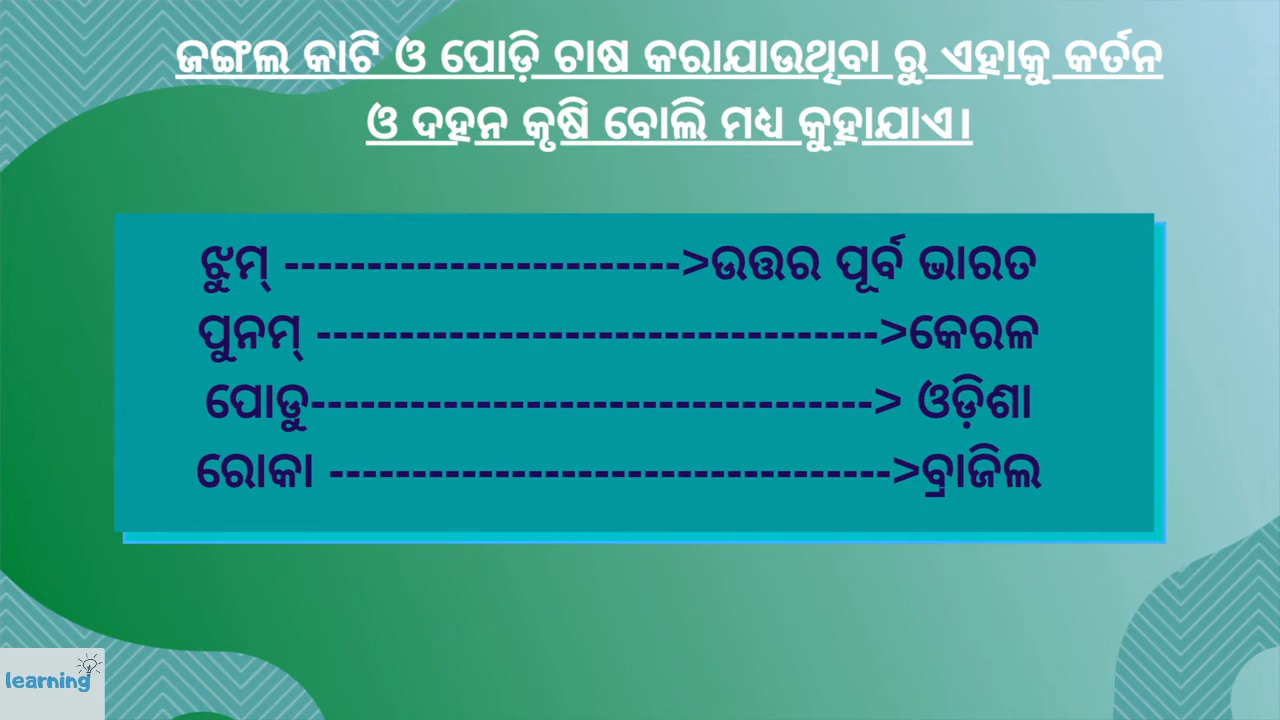 ଜଙ୍ଗଲ କାଟି ଓ ପୋଡ଼ି ଚାଷ କରାଯାଉଥିବା ରୁ ଏହାକୁ କର୍ତନ
ଓ ଦହନ କୃଷି ବୋଲି ମଧ୍ୟ କୁହାଯାଏ।
ଝୁମ୍ ------------------------>ଉତ୍ତର ପୂର୍ବ ଭାରତ
ପୁନମ୍ ---------------------------------->କେରଳ
ପୋଡୁ----------------------------------> ଓଡ଼ିଶା
ରୋକା ---------------------------------->ବ୍ରାଜିଲ
learning